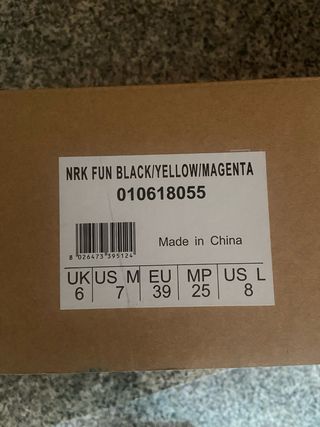 NRK FUN BLACK/YELLOW/MAGENTA
010618055
8 026473 395124
Made in China
UK US M EU MP US L
6 7 39 25 8